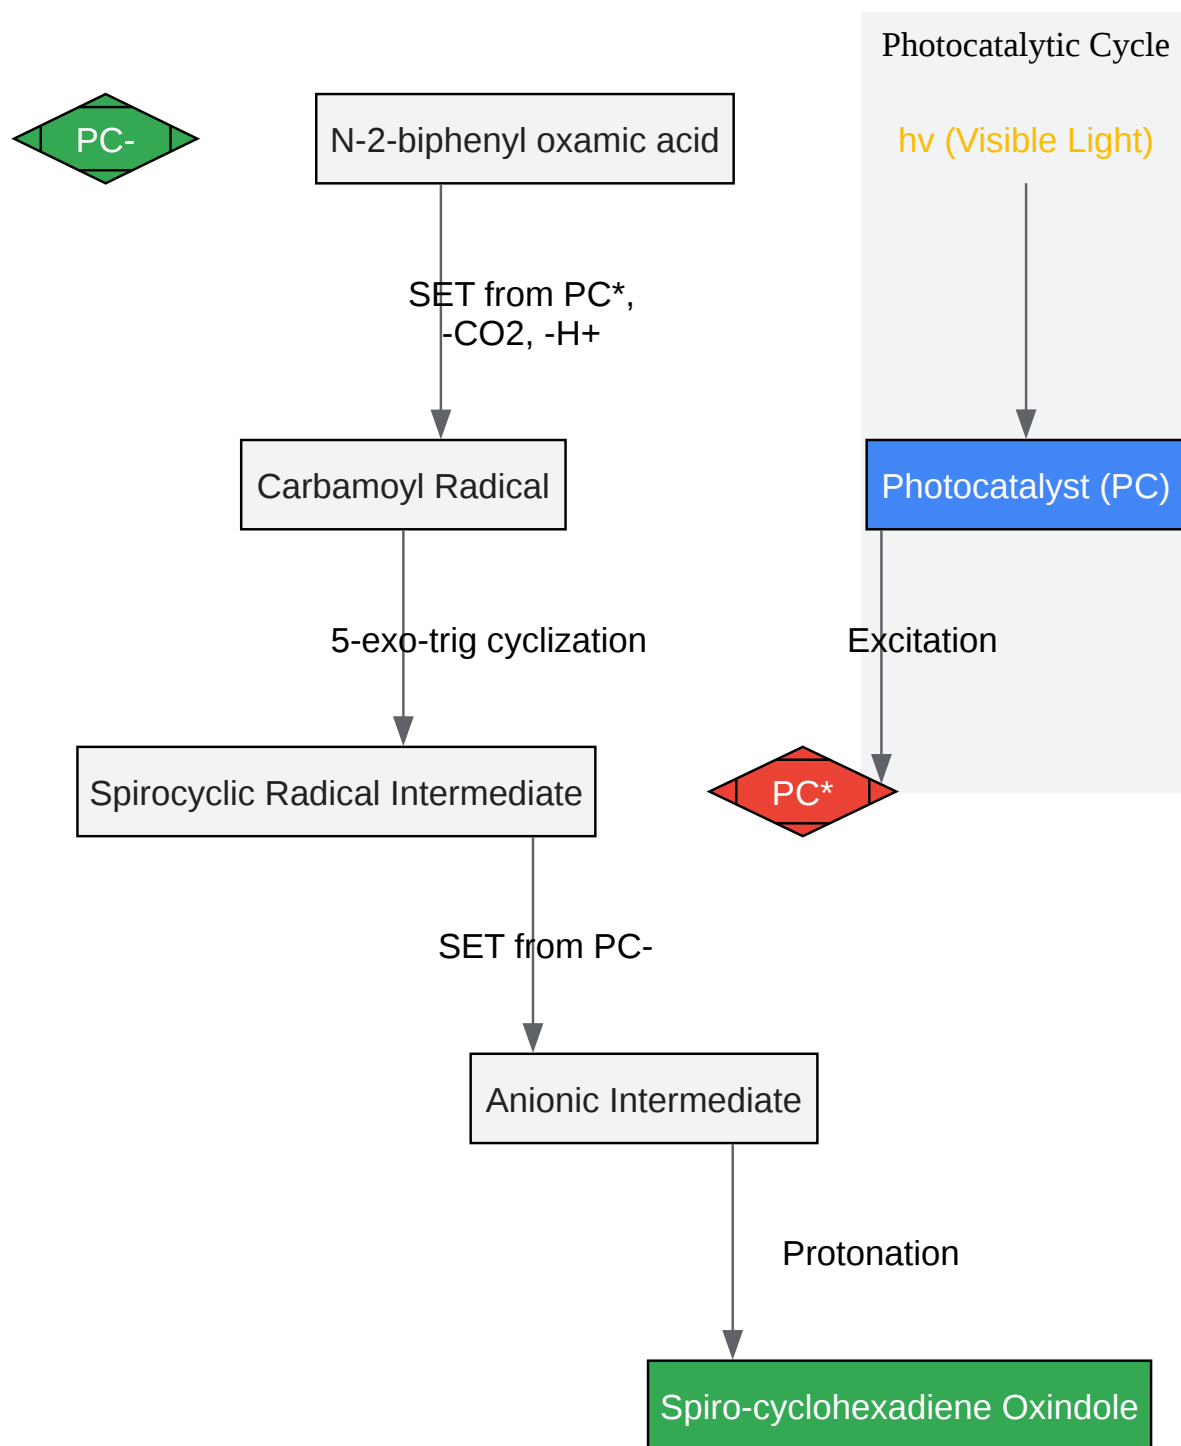 Photocatalytic Cycle
PC-
N-2-biphenyl oxamic acid
hv (Visible Light)
SET from PC*,
-CO2, -H+
Carbamoyl Radical
Photocatalyst (PC)
5-exo-trig cyclization
Excitation
Spirocyclic Radical Intermediate
PC*
SET from PC-
Anionic Intermediate
Protonation
Spiro-cyclohexadiene Oxindole